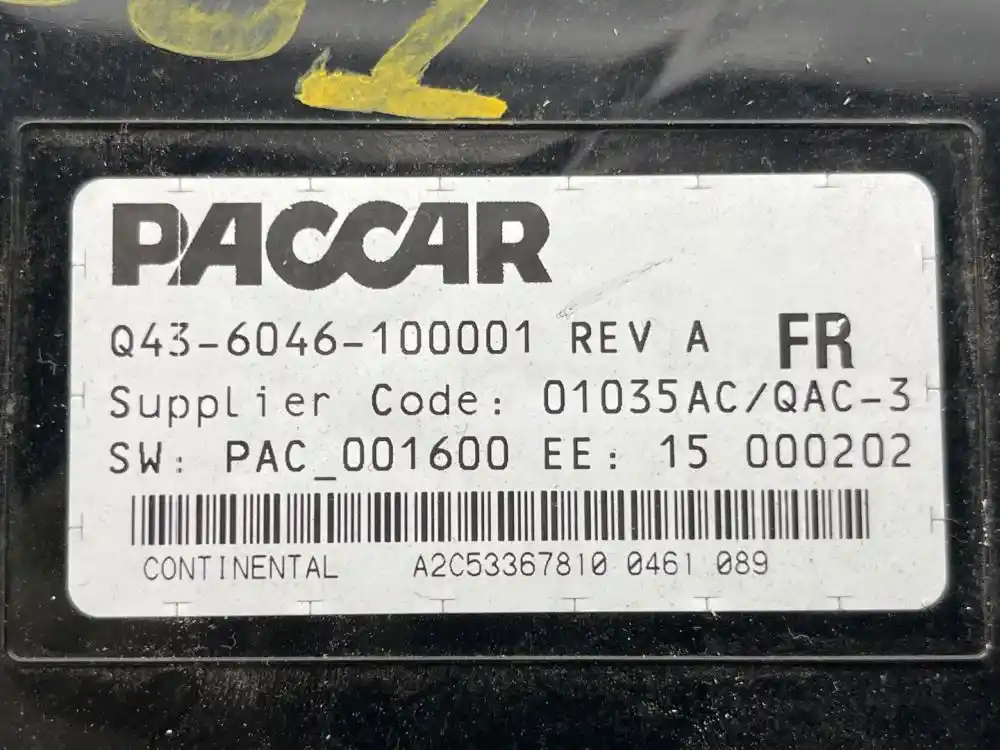 PACCAR
Q43-6046-100001 REV A FR
Supplier Code: 01035AC/QAC-3
SW: PAC_001600 EE: 15 000202
CONTINENTAL A2C53367810 0461 089